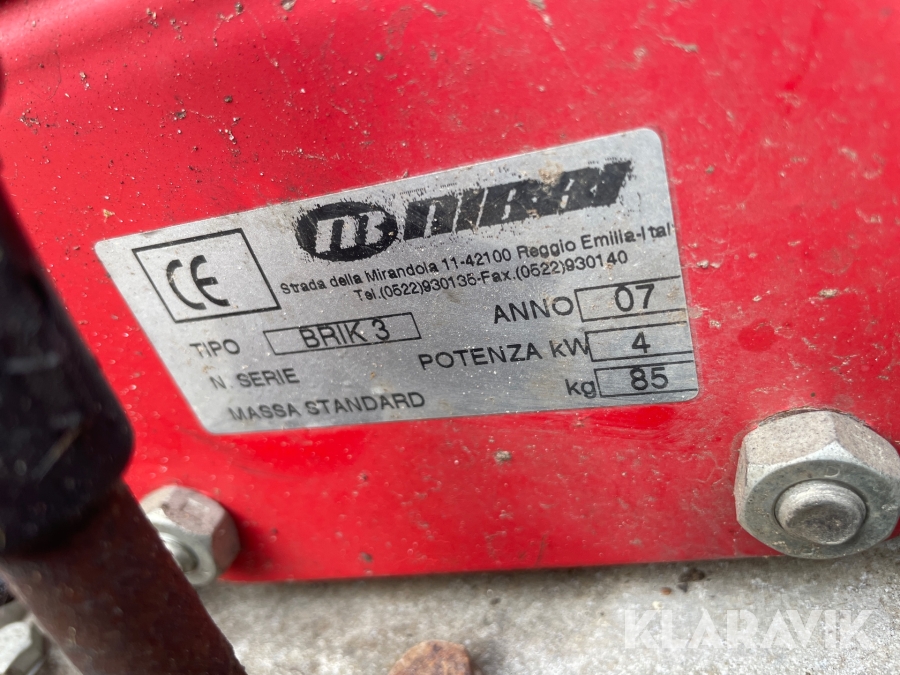 CE
NIBBI
Strada della Mirandola 11-42100 Reggio Emilia-Ital
Tel.(0522)930135-Fax.(0522)930140
TIPO BRIK 3 ANNO 07
N. SERIE POTENZA kW 4
MASSA STANDARD kg 85
KLARAVIK